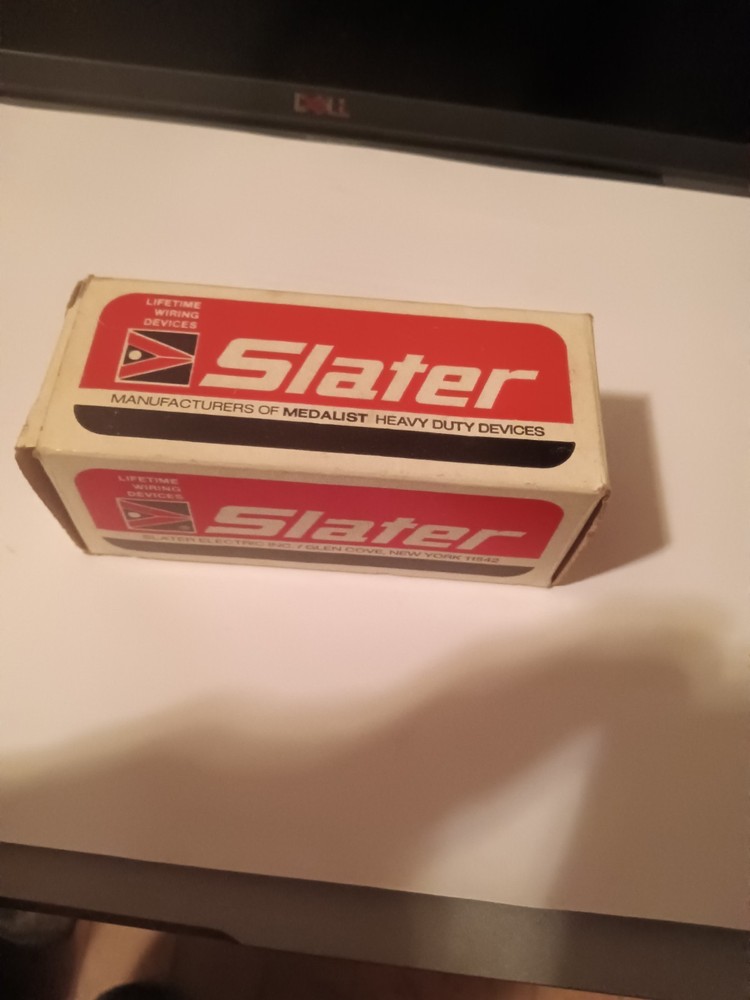 DELL
LIFETIME
WIRING
DEVICES
Slater
MANUFACTURERS OF MEDALIST HEAVY DUTY DEVICES
LIFETIME
WIRING
DEVICES
Slater
SLATER ELECTRIC INC. / GLEN COVE, NEW YORK 11542